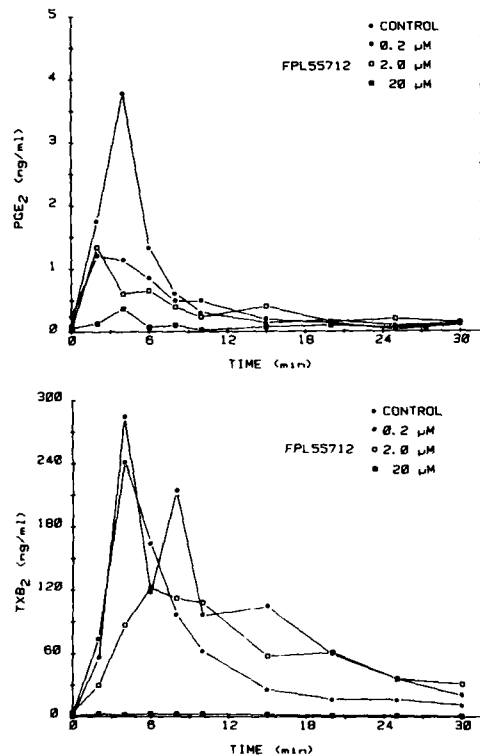 5
4
3
2
1
0
PGE2 (ng/ml)
CONTROL
0.2 µM
FPL55712 2.0 µM
20 µM
0 6 12 18 24 30
TIME (min)
300
240
180
120
60
0
TXB2 (ng/ml)
CONTROL
0.2 µM
FPL55712 2.0 µM
20 µM
0 6 12 18 24 30
TIME (min)